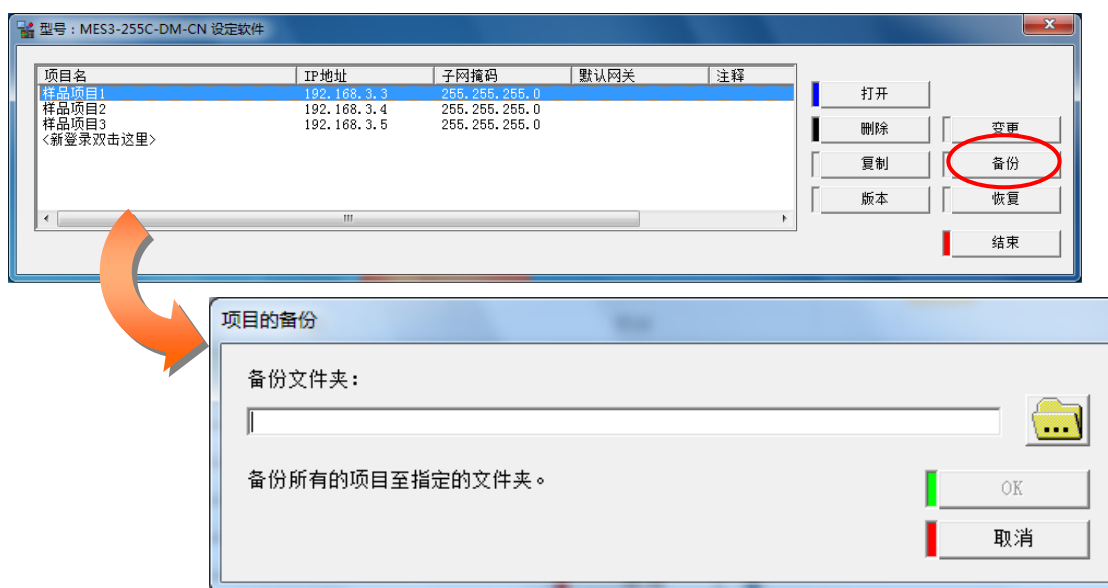 型号：MES3-255C-DM-CN 设定软件
项目名 IP地址 子网掩码 默认网关 注释
样品项目1 192.168.3.3 255.255.255.0
样品项目2 192.168.3.4 255.255.255.0
样品项目3 192.168.3.5 255.255.255.0
<新登录双击这里>
打开
删除 变更
复制 备份
版本 恢复
结束
项目的备份
备份文件夹：
备份所有的项目至指定的文件夹。
OK
取消